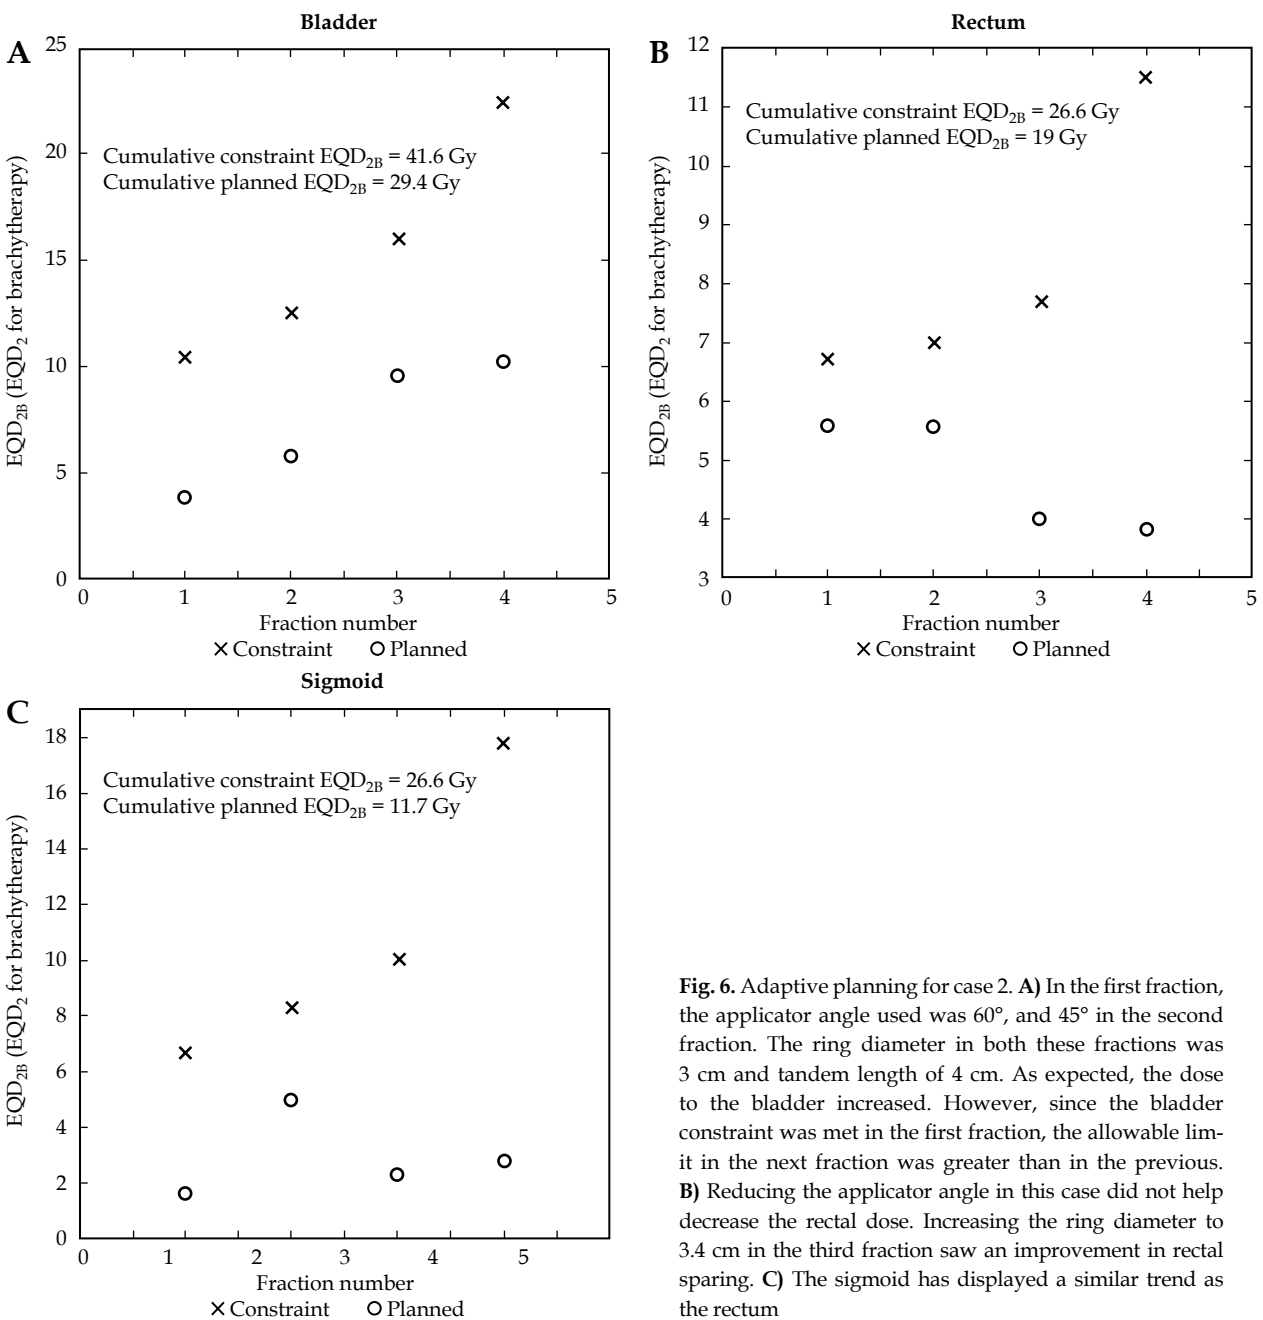 Bladder
A
25
20
15
10
5
0
EQD2B (EQD2 for brachytherapy)
Cumulative constraint EQD2B = 41.6 Gy
Cumulative planned EQD2B = 29.4 Gy
0 1 2 3 4 5
Fraction number
× Constraint O Planned
Rectum
B
12
11
10
9
8
7
6
5
4
3
EQD2B (EQD2 for brachytherapy)
Cumulative constraint EQD2B = 26.6 Gy
Cumulative planned EQD2B = 19 Gy
0 1 2 3 4 5
Fraction number
× Constraint O Planned
Sigmoid
C
18
16
14
12
10
8
6
4
2
0
EQD2B (EQD2 for brachytherapy)
Cumulative constraint EQD2B = 26.6 Gy
Cumulative planned EQD2B = 11.7 Gy
0 1 2 3 4 5
Fraction number
× Constraint O Planned
Fig. 6. Adaptive planning for case 2. A) In the first fraction,
the applicator angle used was 60°, and 45° in the second
fraction. The ring diameter in both these fractions was
3 cm and tandem length of 4 cm. As expected, the dose
to the bladder increased. However, since the bladder
constraint was met in the first fraction, the allowable lim-
it in the next fraction was greater than in the previous.
B) Reducing the applicator angle in this case did not help
decrease the rectal dose. Increasing the ring diameter to
3.4 cm in the third fraction saw an improvement in rectal
sparing. C) The sigmoid has displayed a similar trend as
the rectum